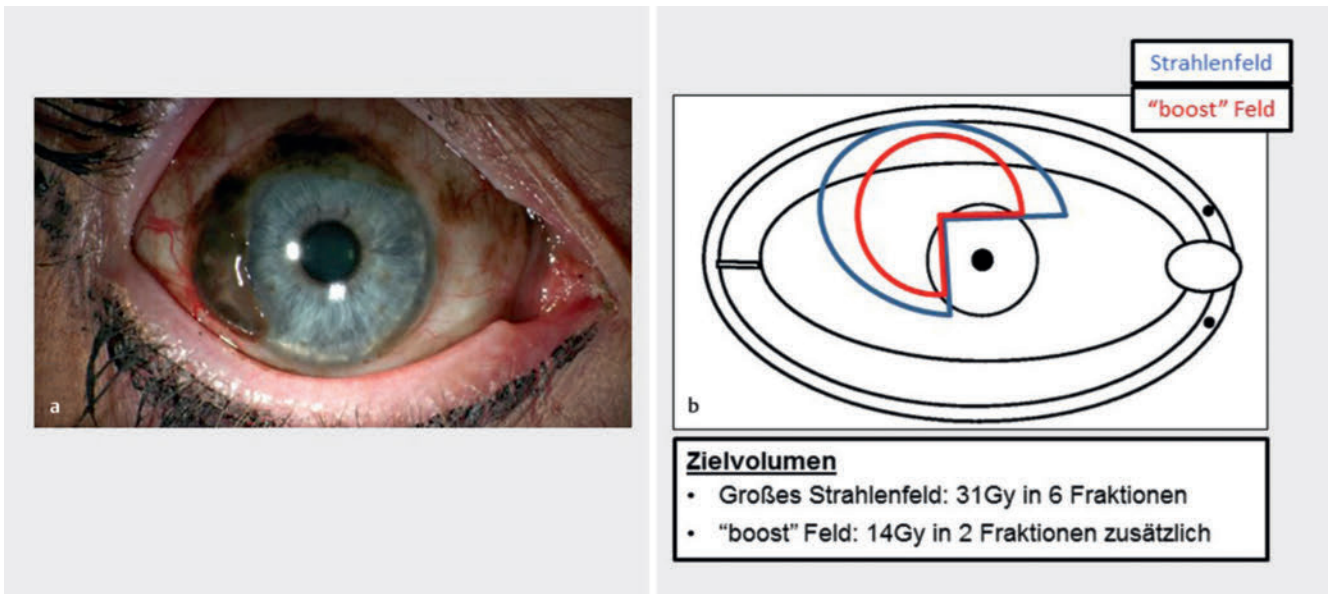 a
Strahlenfeld
"boost" Feld
b
Zielvolumen
• Großes Strahlenfeld: 31Gy in 6 Fraktionen
• "boost" Feld: 14Gy in 2 Fraktionen zusätzlich